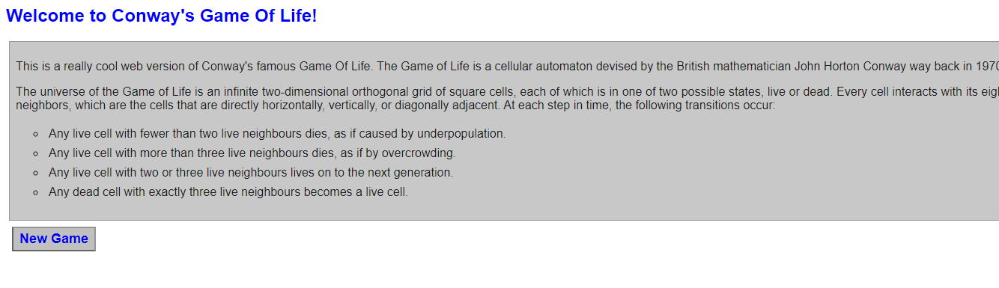 Welcome to Conway's Game Of Life!
This is a really cool web version of Conway's famous Game Of Life. The Game of Life is a cellular automaton devised by the British mathematician John Horton Conway way back in 1970
The universe of the Game of Life is an infinite two-dimensional orthogonal grid of square cells, each of which is in one of two possible states, live or dead. Every cell interacts with its
neighbors, which are the cells that are directly horizontally, vertically, or diagonally adjacent. At each step in time, the following transitions occur:
Any live cell with fewer than two live neighbours dies, as if caused by underpopulation.
Any live cell with more than three live neighbours dies, as if by overcrowding.
Any live cell with two or three live neighbours lives on to the next generation.
Any dead cell with exactly three live neighbours becomes a live cell.
New Game